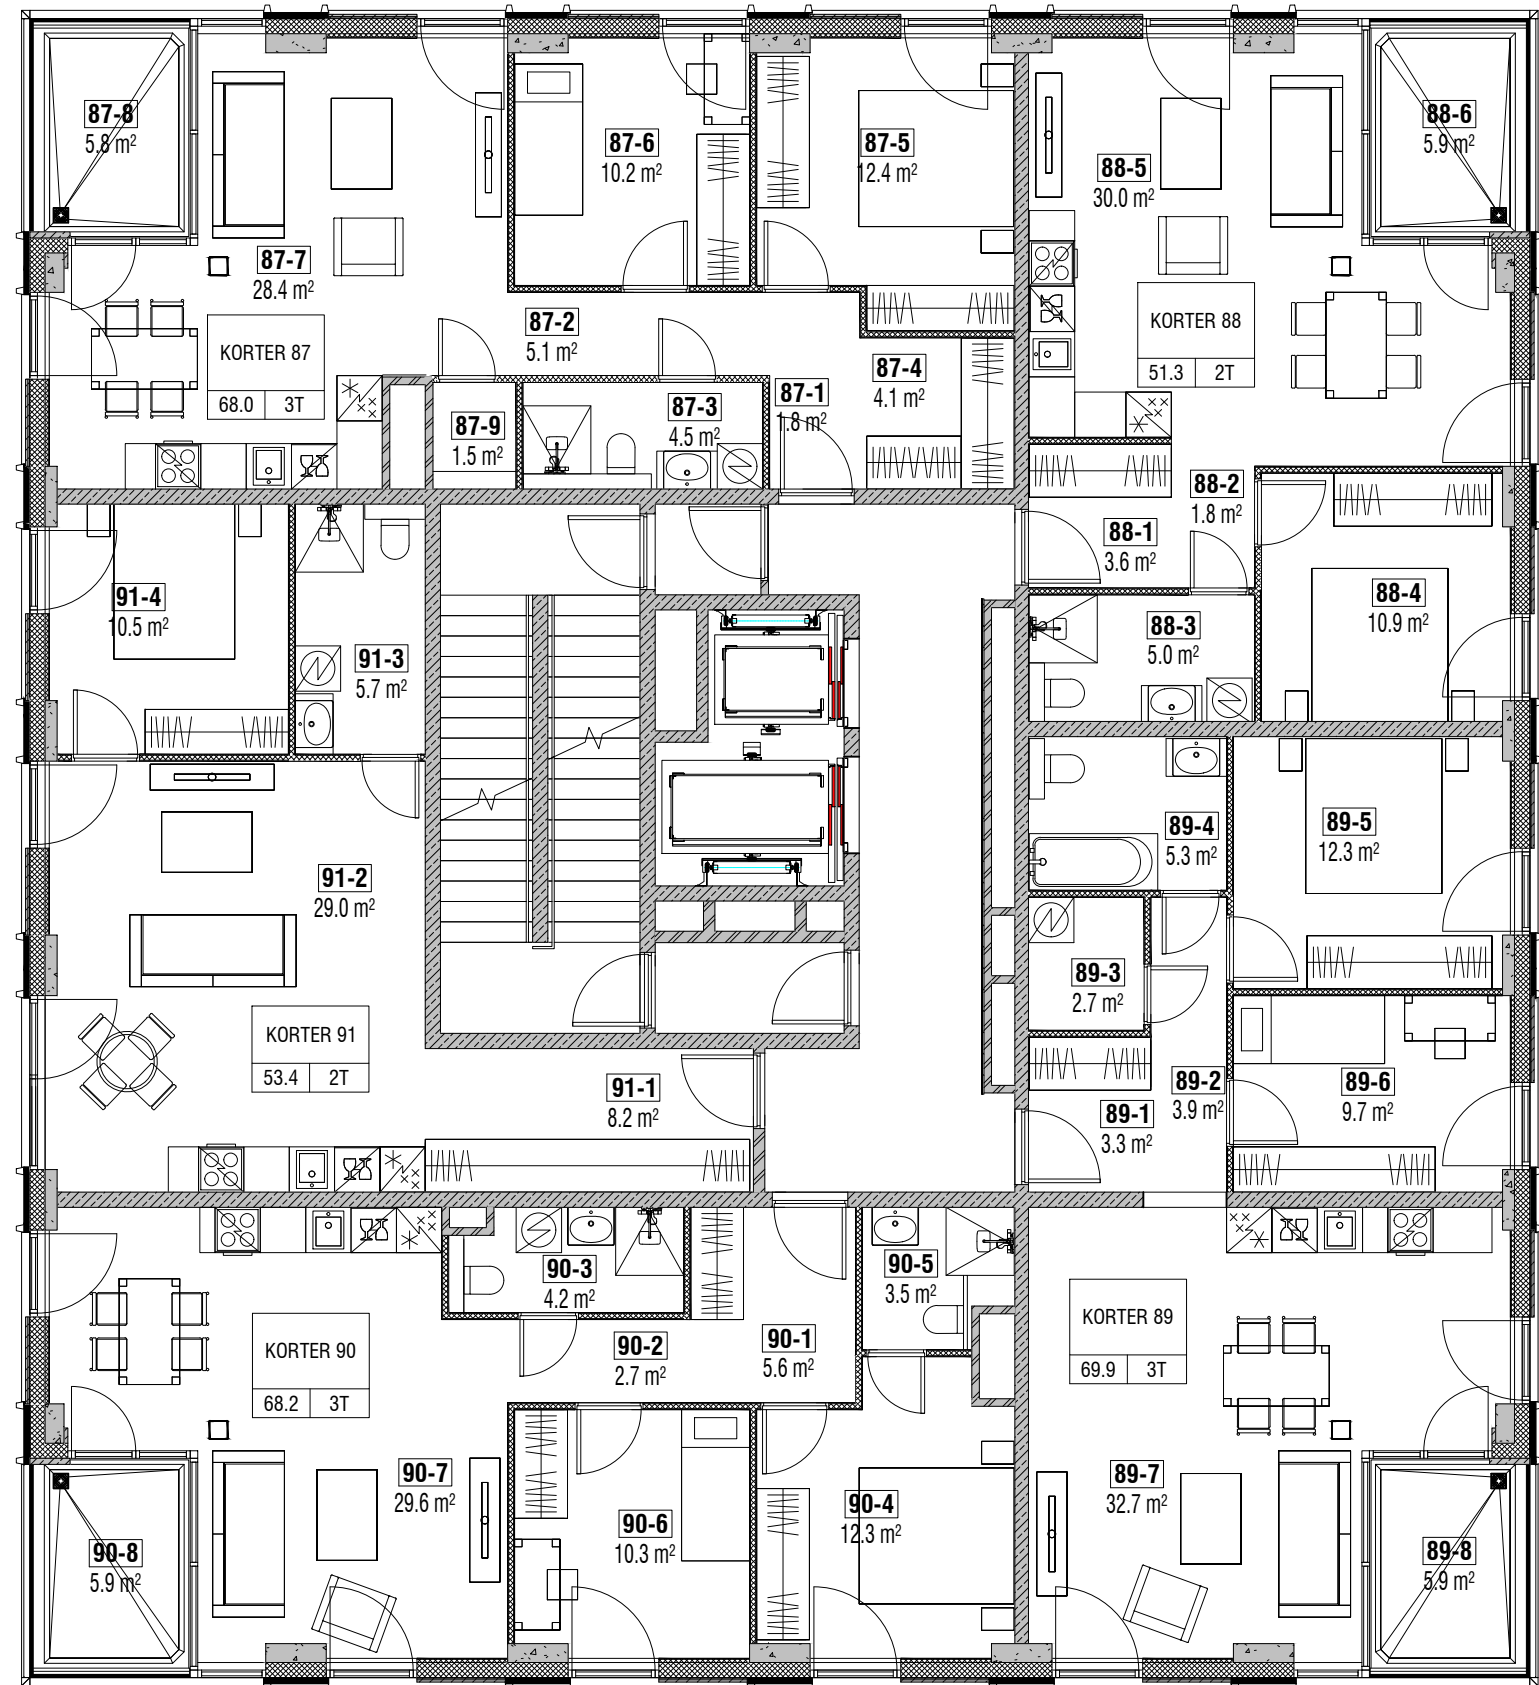 87-8
5.8 m²
87-6
10.2 m²
87-5
12.4 m²
88-5
30.0 m²
88-6
5.9 m²
87-7
28.4 m²
KORTER 87
68.0 3T
87-2
5.1 m²
87-4
4.1 m²
87-1
1.8 m²
87-3
4.5 m²
87-9
1.5 m²
KORTER 88
51.3 2T
88-2
1.8 m²
88-1
3.6 m²
88-4
10.9 m²
88-3
5.0 m²
91-4
10.5 m²
91-3
5.7 m²
91-2
29.0 m²
89-4
5.3 m²
89-5
12.3 m²
89-3
2.7 m²
KORTER 91
53.4 2T
91-1
8.2 m²
89-2
3.9 m²
89-1
3.3 m²
89-6
9.7 m²
90-3
4.2 m²
90-5
3.5 m²
KORTER 90
68.2 3T
90-2
2.7 m²
90-1
5.6 m²
KORTER 89
69.9 3T
90-7
29.6 m²
90-6
10.3 m²
90-4
12.3 m²
89-7
32.7 m²
90-8
5.9 m²
89-8
5.9 m²